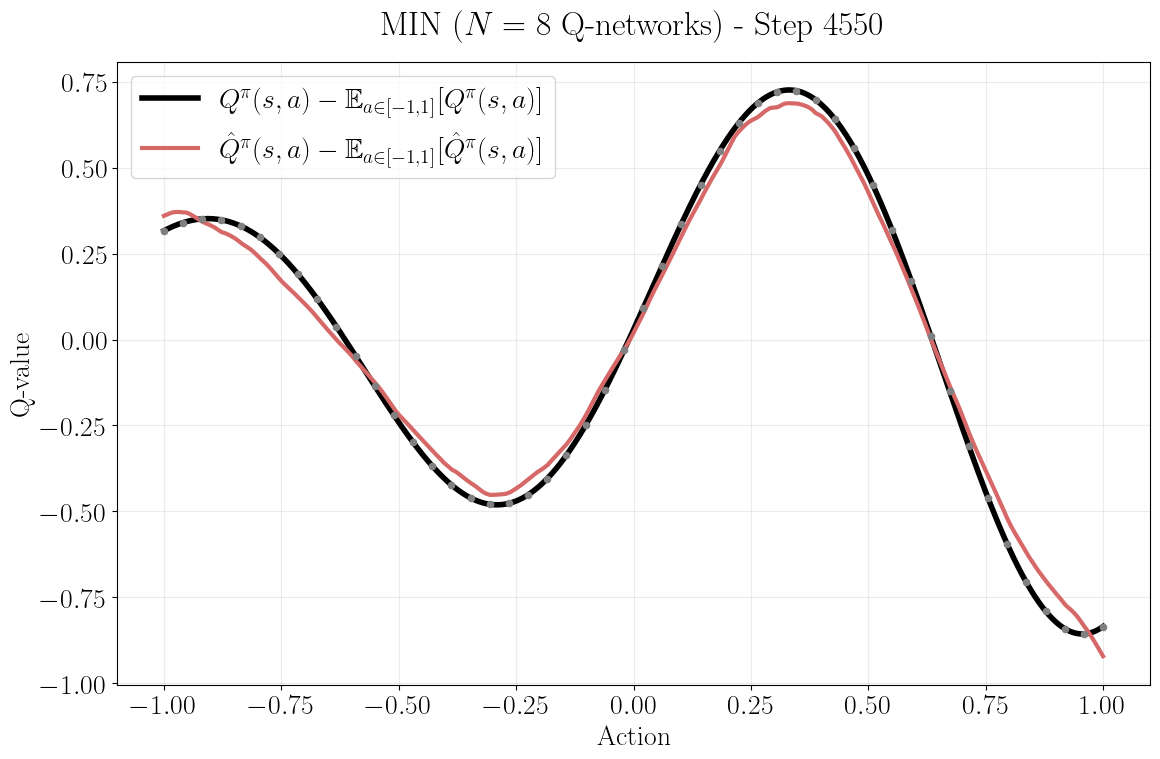 MIN (N = 8 Q-networks) - Step 4550
Q^π(s, a) − 𝔼_{a∈[−1,1]}[Q^π(s, a)]
Q̂^π(s, a) − 𝔼_{a∈[−1,1]}[Q̂^π(s, a)]
Q-value
0.75
0.50
0.25
0.00
−0.25
−0.50
−0.75
−1.00
−1.00 −0.75 −0.50 −0.25 0.00 0.25 0.50 0.75 1.00
Action